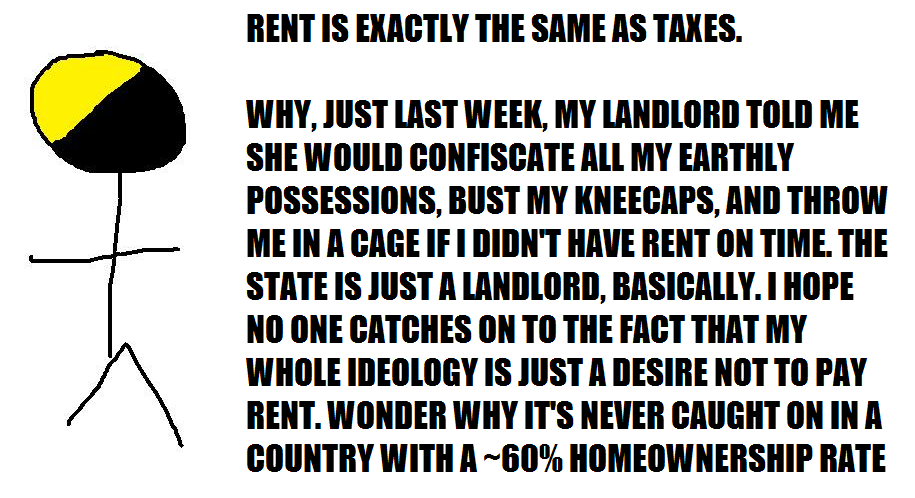 RENT IS EXACTLY THE SAME AS TAXES.
WHY, JUST LAST WEEK, MY LANDLORD TOLD ME
SHE WOULD CONFISCATE ALL MY EARTHLY
POSSESSIONS, BUST MY KNEECAPS, AND THROW
ME IN A CAGE IF I DIDN'T HAVE RENT ON TIME. THE
STATE IS JUST A LANDLORD, BASICALLY. I HOPE
NO ONE CATCHES ON TO THE FACT THAT MY
WHOLE IDEOLOGY IS JUST A DESIRE NOT TO PAY
RENT. WONDER WHY IT'S NEVER CAUGHT ON IN A
COUNTRY WITH A ~60% HOMEOWNERSHIP RATE